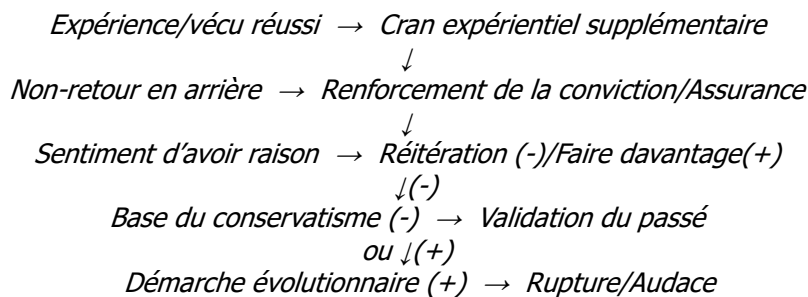 Expérience/vécu réussi → Cran expérientiel supplémentaire
↓
Non-retour en arrière → Renforcement de la conviction/Assurance
↓
Sentiment d'avoir raison → Réitération (-)/Faire davantage(+)
↓(-)
Base du conservatisme (-) → Validation du passé
ou ↓(+)
Démarche évolutionnaire (+) → Rupture/Audace